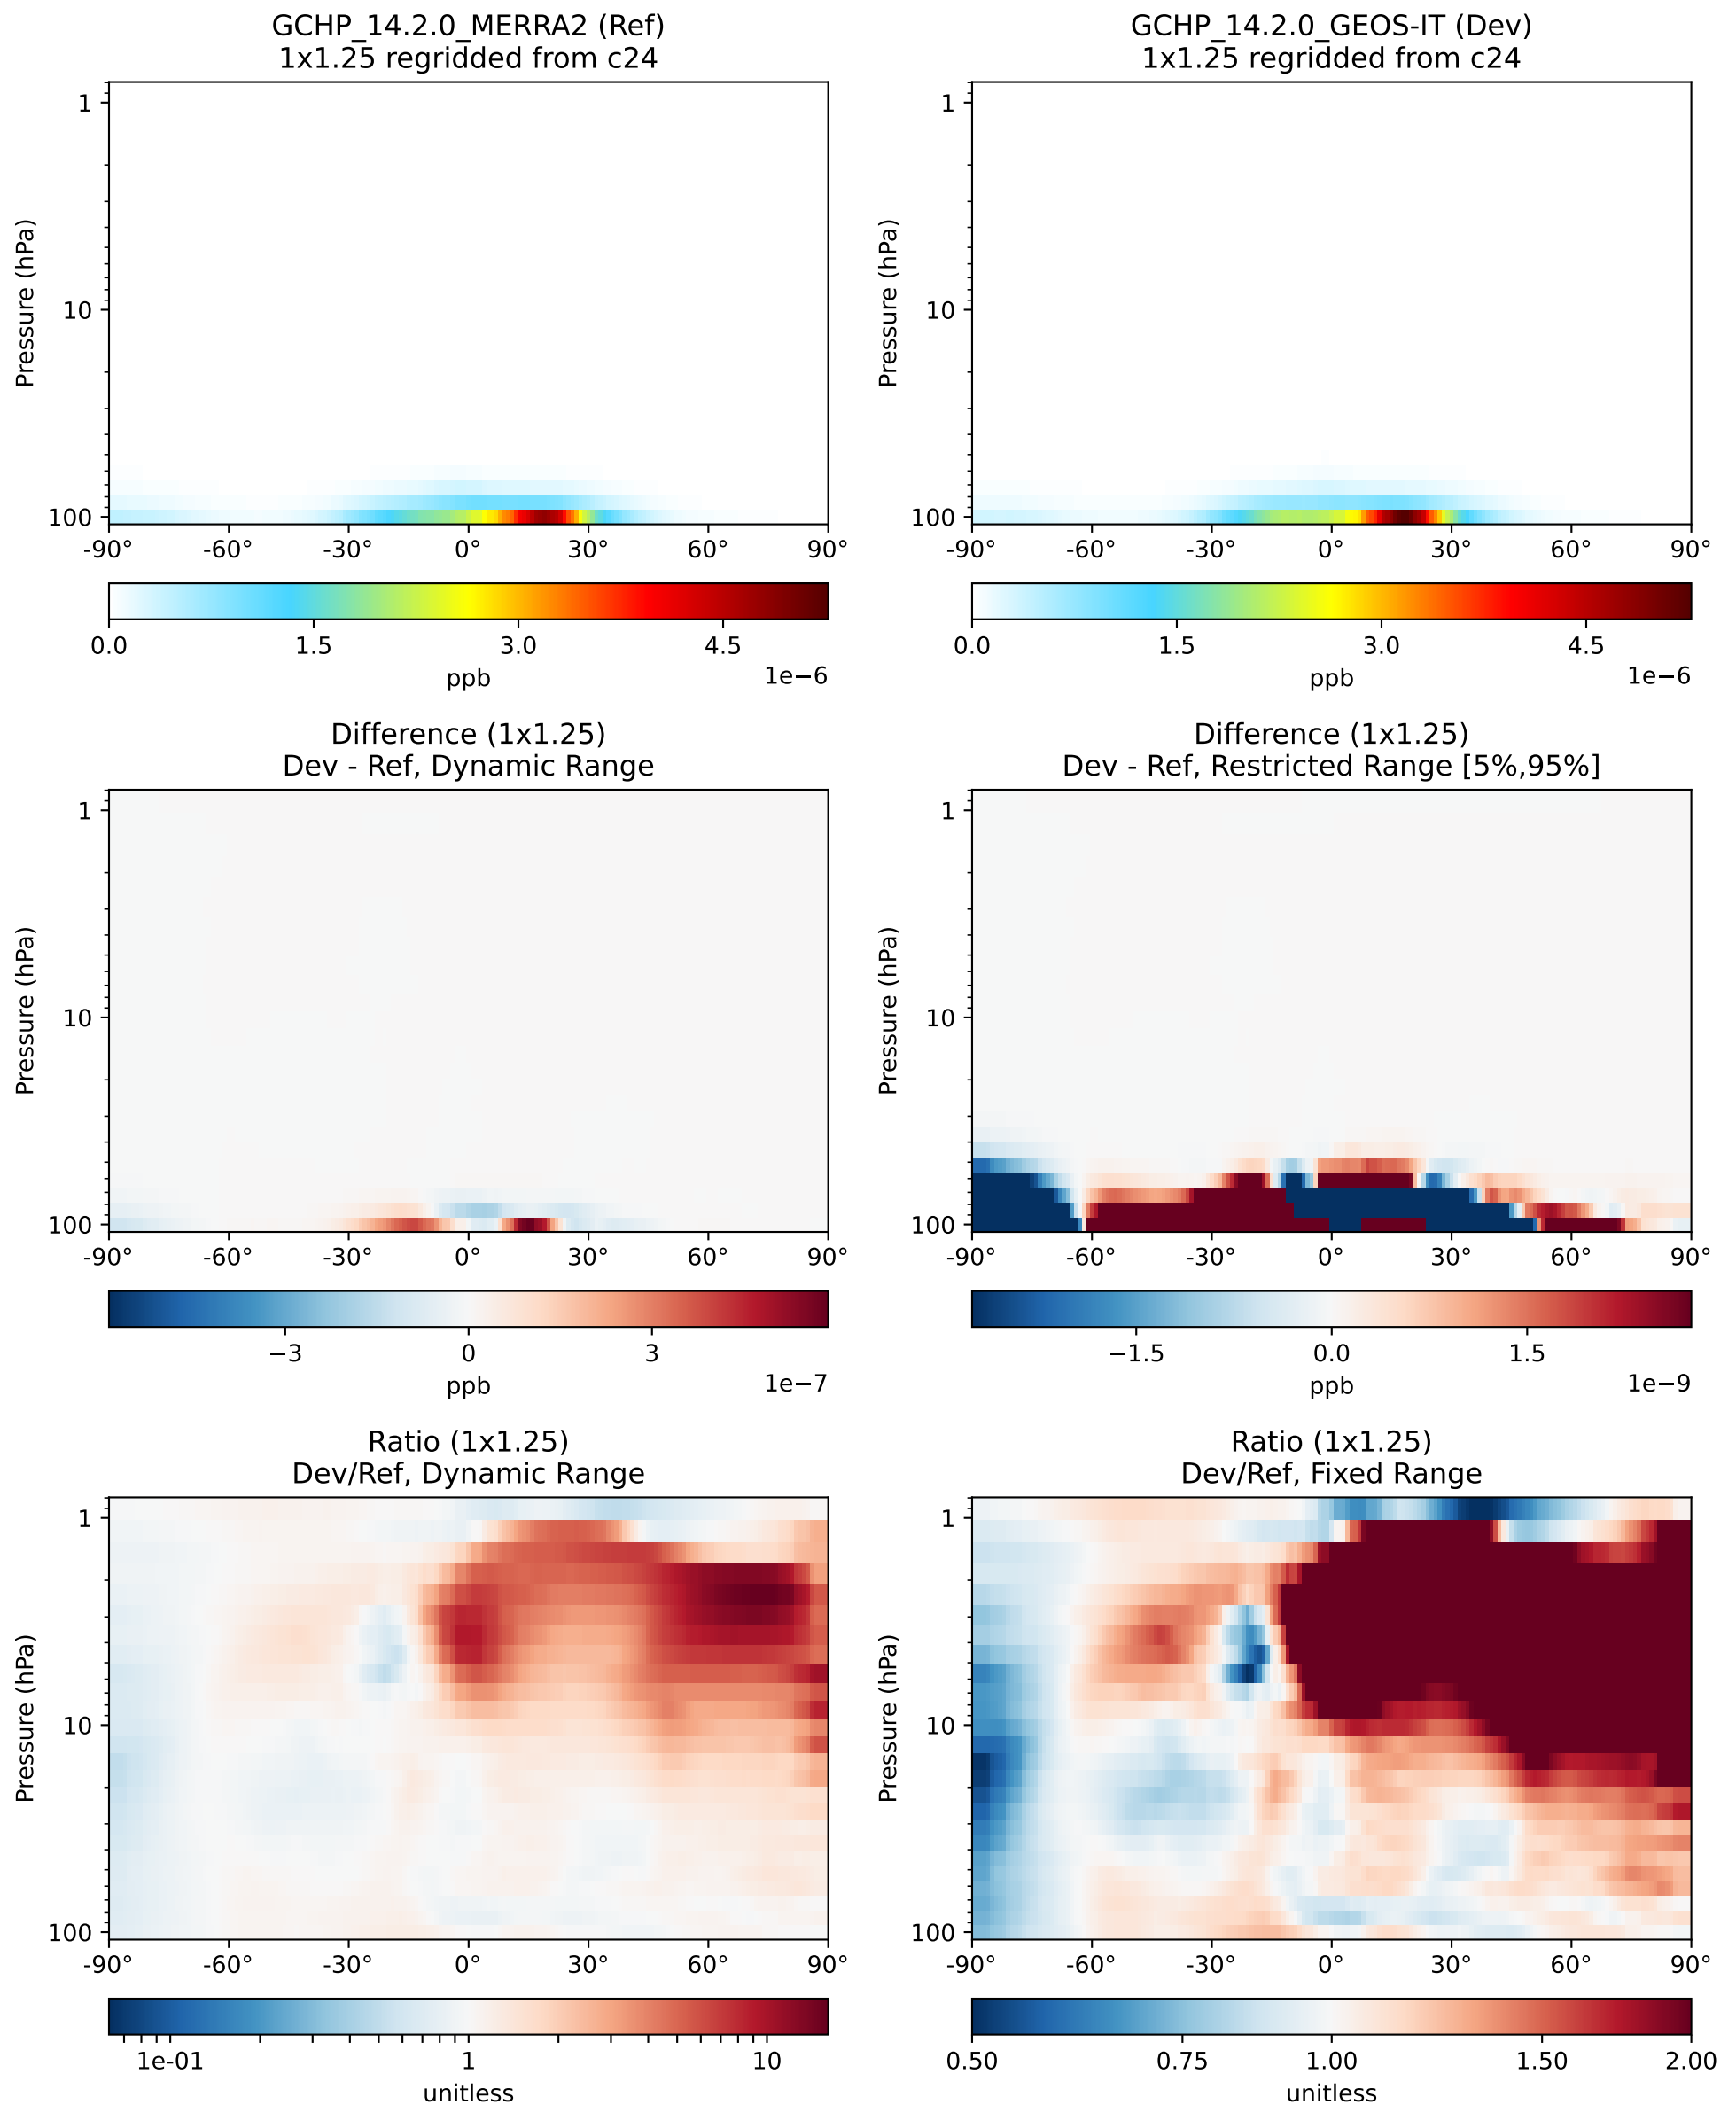 GCHP_14.2.0_MERRA2 (Ref)
1x1.25 regridded from c24
Pressure (hPa)
1
10
100
-90° -60° -30° 0° 30° 60° 90°
0.0 1.5 3.0 4.5
1e−6
ppb
GCHP_14.2.0_GEOS-IT (Dev)
1x1.25 regridded from c24
Pressure (hPa)
1
10
100
-90° -60° -30° 0° 30° 60° 90°
0.0 1.5 3.0 4.5
1e−6
ppb
Difference (1x1.25)
Dev - Ref, Dynamic Range
Pressure (hPa)
1
10
100
-90° -60° -30° 0° 30° 60° 90°
−3 0 3
1e−7
ppb
Difference (1x1.25)
Dev - Ref, Restricted Range [5%,95%]
Pressure (hPa)
1
10
100
-90° -60° -30° 0° 30° 60° 90°
−1.5 0.0 1.5
1e−9
ppb
Ratio (1x1.25)
Dev/Ref, Dynamic Range
Pressure (hPa)
1
10
100
-90° -60° -30° 0° 30° 60° 90°
1e-01 1 10
unitless
Ratio (1x1.25)
Dev/Ref, Fixed Range
Pressure (hPa)
1
10
100
-90° -60° -30° 0° 30° 60° 90°
0.50 0.75 1.00 1.50 2.00
unitless